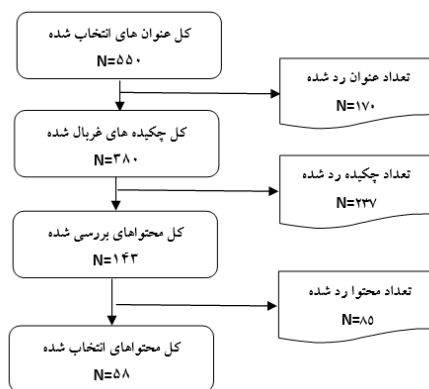 کل عنوان های انتخاب شده
N=۵۵۰
تعداد عنوان رد شده
N=۱۷۰
کل چکیده های غربال شده
N=۳۸۰
تعداد چکیده رد شده
N=۲۳۷
کل محتواهای بررسی شده
N=۱۴۳
تعداد محتوا رد شده
N=۸۵
کل محتواهای انتخاب شده
N=۵۸